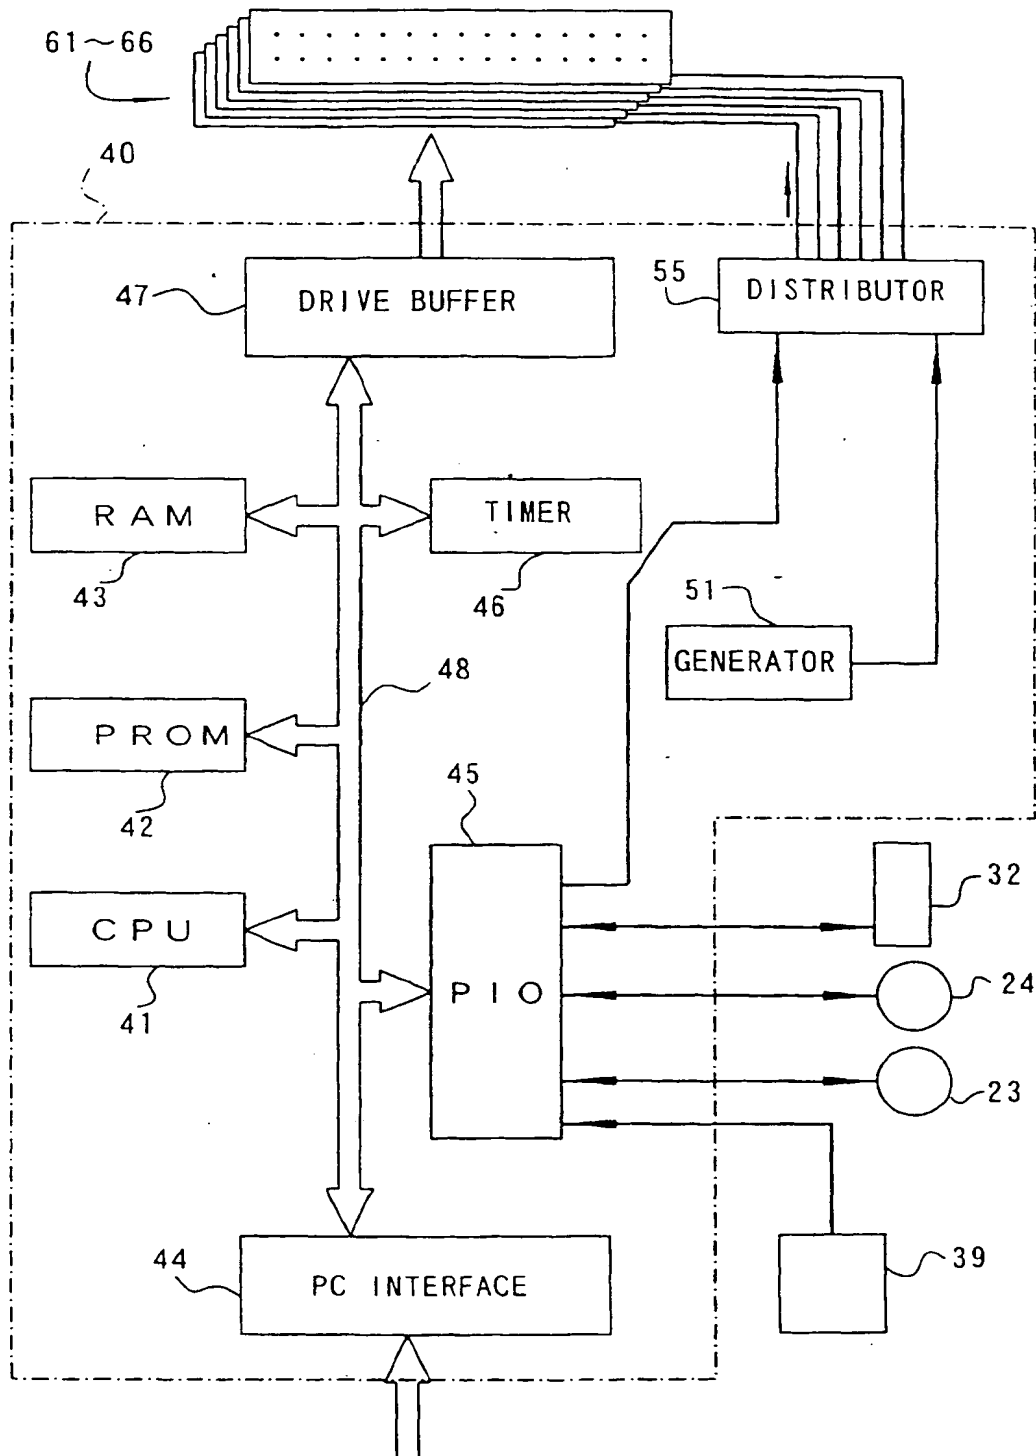 61~66
40
47
DRIVE BUFFER
55
DISTRIBUTOR
RAM
43
TIMER
46
51
GENERATOR
48
PROM
42
45
PIO
CPU
41
32
24
23
44
PC INTERFACE
39